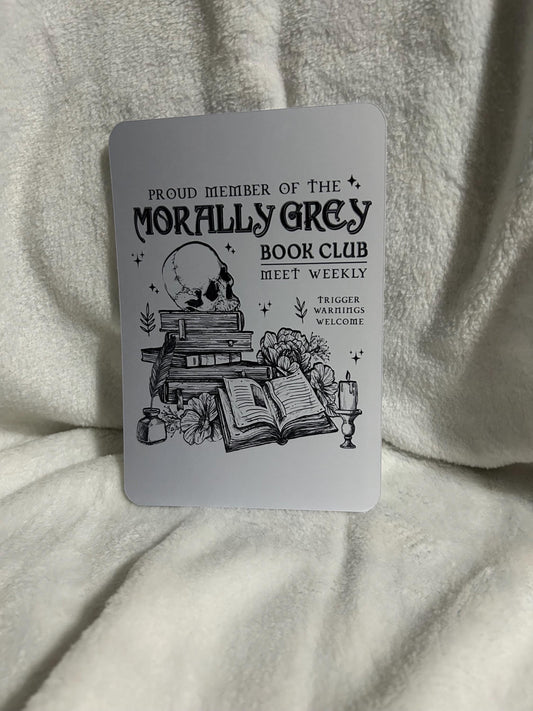 PROUD MEMBER OF THE
MORALLY GREY
BOOK CLUB
MEET WEEKLY
TRIGGER
WARNINGS
WELCOME